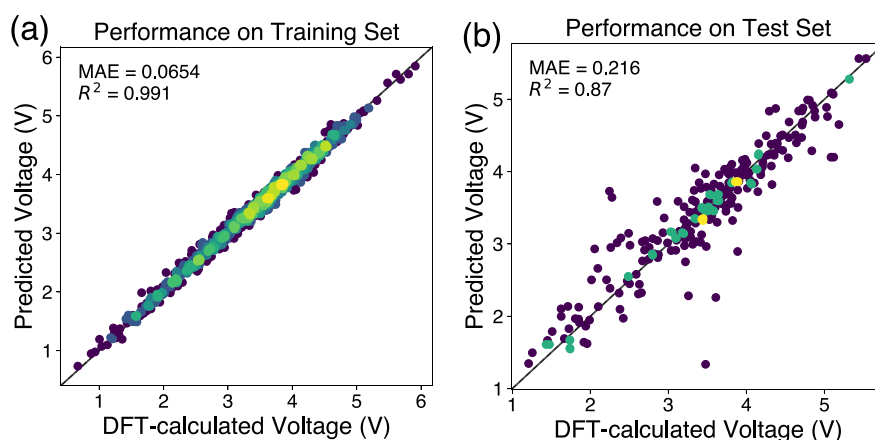 (a)
Performance on Training Set
MAE = 0.0654
R² = 0.991
Predicted Voltage (V)
6
5
4
3
2
1
1 2 3 4 5 6
DFT-calculated Voltage (V)
(b)
Performance on Test Set
MAE = 0.216
R² = 0.87
Predicted Voltage (V)
5
4
3
2
1
1 2 3 4 5
DFT-calculated Voltage (V)